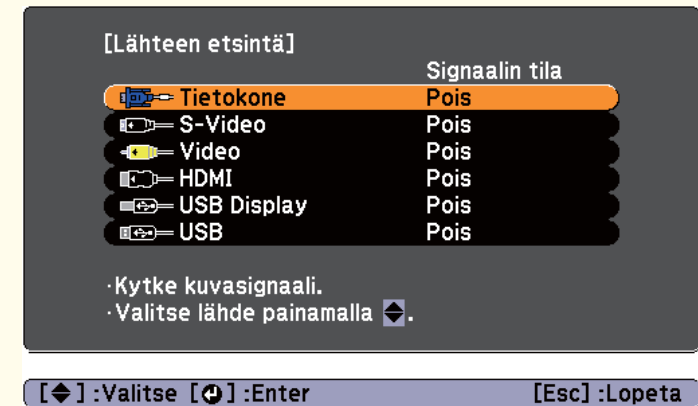 [Lähteen etsintä]
Signaalin tila
Tietokone Pois
S-Video Pois
Video Pois
HDMI Pois
USB Display Pois
USB Pois
·Kytke kuvasignaali.
·Valitse lähde painamalla .
[ ] :Valitse [ ] :Enter [Esc] :Lopeta